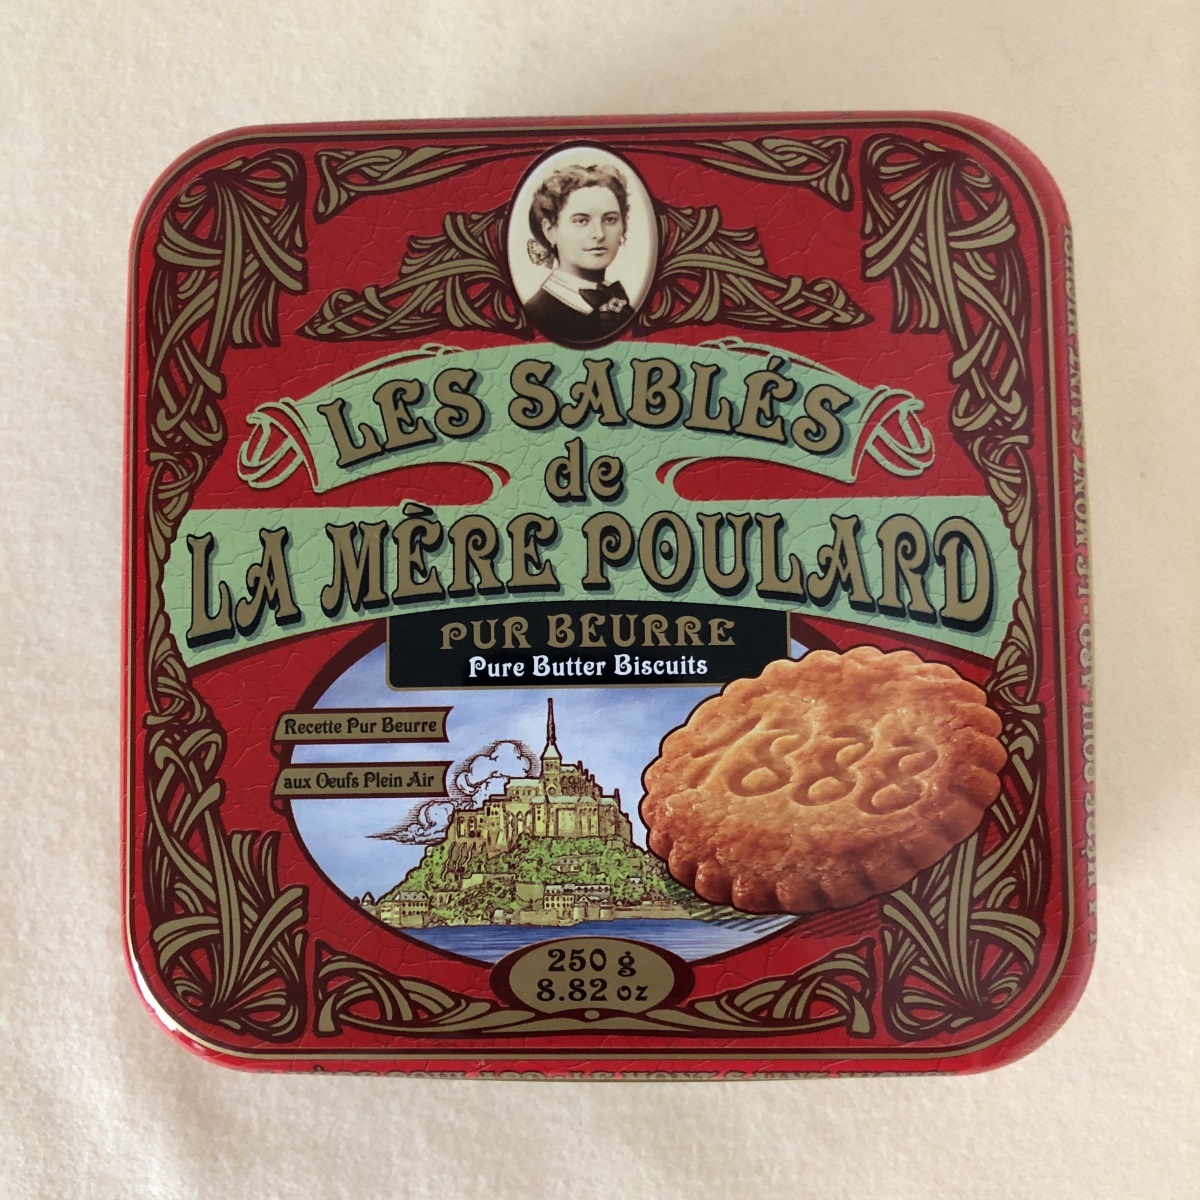 LES SABLÉS
de
LA MÈRE POULARD
PUR BEURRE
Pure Butter Biscuits
Recette Pur Beurre
aux Oeufs Plein Air
1888
250 g
8.82 oz